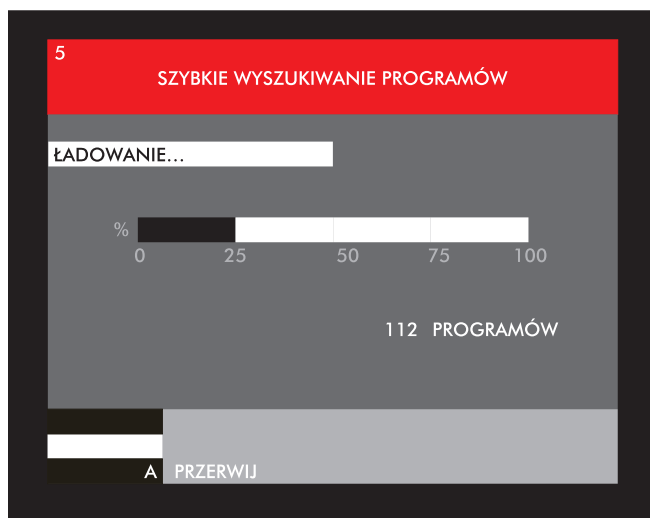 5
SZYBKIE WYSZUKIWANIE PROGRAMÓW
ŁADOWANIE...
%
0 25 50 75 100
112 PROGRAMÓW
A PRZERWIJ